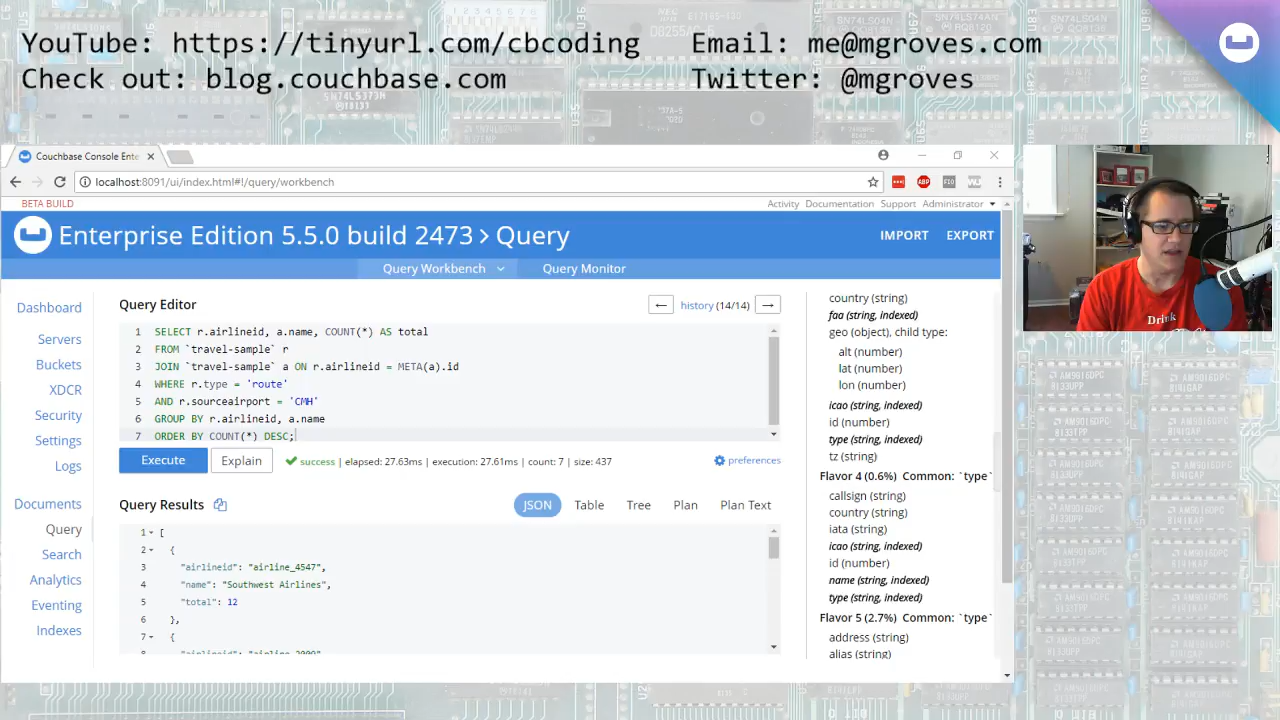 YouTube: https://tinyurl.com/cbcoding Email: me@mgroves.com
Check out: blog.couchbase.com Twitter: @mgroves
Couchbase Console Ente
localhost:8091/ui/index.html#!/query/workbench
ABP
BETA BUILD
Activity Documentation Support Administrator
Enterprise Edition 5.5.0 build 2473 > Query
IMPORT EXPORT
Query Workbench Query Monitor
Dashboard
Servers
Buckets
XDCR
Security
Settings
Logs
Documents
Query
Search
Analytics
Eventing
Indexes
Query Editor
← history (14/14) →
1 SELECT r.airlineid, a.name, COUNT(*) AS total
2 FROM `travel-sample` r
3 JOIN `travel-sample` a ON r.airlineid = META(a).id
4 WHERE r.type = 'route'
5 AND r.sourceairport = 'CMH'
6 GROUP BY r.airlineid, a.name
7 ORDER BY COUNT(*) DESC;
Execute Explain success | elapsed: 27.63ms | execution: 27.61ms | count: 7 | size: 437 preferences
Query Results JSON Table Tree Plan Plan Text
1 [
2 {
3 "airlineid": "airline_4547",
4 "name": "Southwest Airlines",
5 "total": 12
6 },
7 {
country (string)
faa (string, indexed)
geo (object), child type:
alt (number)
lat (number)
lon (number)
icao (string, indexed)
id (number)
type (string, indexed)
tz (string)
Flavor 4 (0.6%) Common: `type`
callsign (string)
country (string)
iata (string)
icao (string, indexed)
id (number)
name (string, indexed)
type (string, indexed)
Flavor 5 (2.7%) Common: `type`
address (string)
alias (string)
Drink